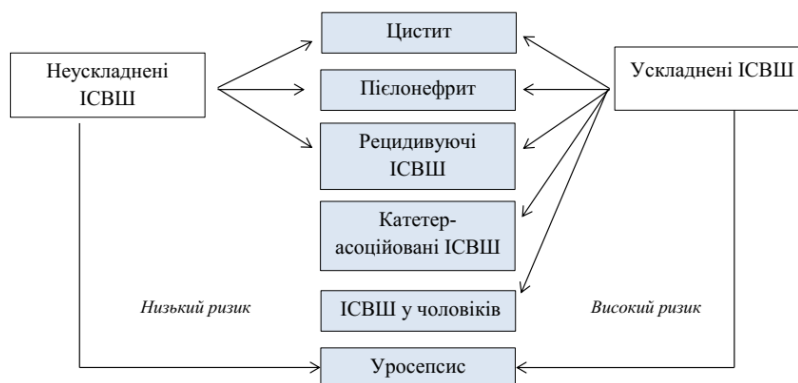 Цистит
Неускладнені
ІСВШ
Ускладнені ІСВШ
Пієлонефрит
Рецидивуючі
ІСВШ
Катетер-
асоційовані ІСВШ
Низький ризик
ІСВШ у чоловіків
Високий ризик
Уросепсис